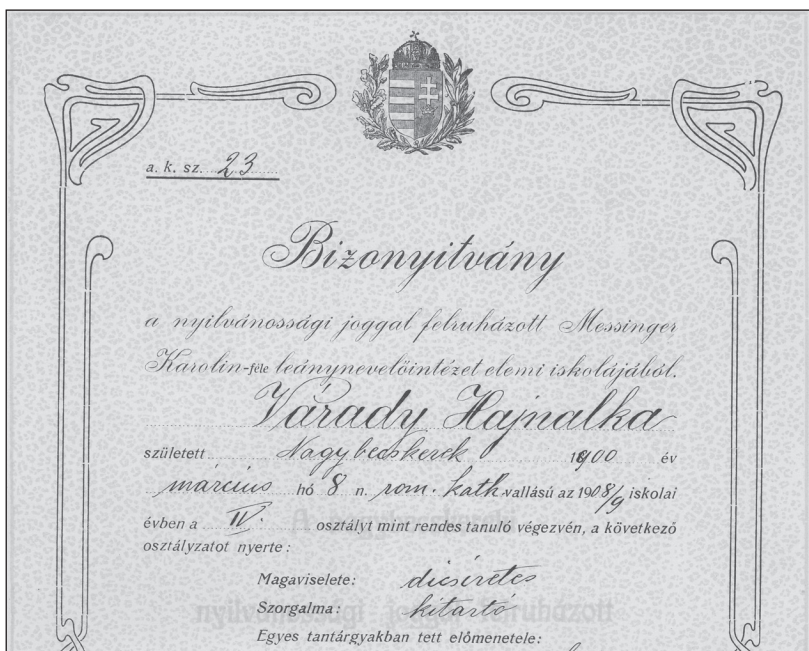 a. k. sz. 23
Bizonyitvány
a nyilvánossági joggal felruházott Messinger
Karolin-féle leánynevelőintézet elemi iskolájából.
Várady Hajnalka
született Nagybecskerek 1900 év
március hó 8 n. rom. kath vallású az 1908/9 iskolai
évben a IV. osztályt mint rendes tanuló végezvén, a következő
osztályzatot nyerte:
Magaviselete: dicséretes
Szorgalma: kitartó
Egyes tantárgyakban tett előmenetele: